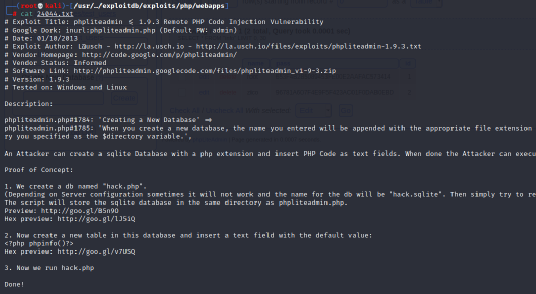 (root kali)-[/usr/…/exploitdb/exploits/php/webapps]
# cat 24044.txt
# Exploit Title: phpliteadmin <= 1.9.3 Remote PHP Code Injection Vulnerability
# Google Dork: inurl:phpliteadmin.php (Default PW: admin)
# Date: 01/10/2013
# Exploit Author: L@usch - http://la.usch.io - http://la.usch.io/files/exploits/phpliteadmin-1.9.3.txt
# Vendor Homepage: http://code.google.com/p/phpliteadmin/
# Vendor Status: Informed
# Software Link: http://phpliteadmin.googlecode.com/files/phpliteadmin_v1-9-3.zip
# Version: 1.9.3
# Tested on: Windows and Linux
Description:
phpliteadmin.php#1784: 'Creating a New Database' =>
phpliteadmin.php#1785: 'When you create a new database, the name you entered will be appended with the appropriate file extension
ry you specified as the $directory variable.',
An Attacker can create a sqlite Database with a php extension and insert PHP Code as text fields. When done the Attacker can execu
Proof of Concept:
1. We create a db named "hack.php".
(Depending on Server configuration sometimes it will not work and the name for the db will be "hack.sqlite". Then simply try to re
The script will store the sqlite database in the same directory as phpliteadmin.php.
Preview: http://goo.gl/B5n9O
Hex preview: http://goo.gl/lJ5iQ
2. Now create a new table in this database and insert a text field with the default value:
<?php phpinfo()?>
Hex preview: http://goo.gl/v7USQ
3. Now we run hack.php
Done!